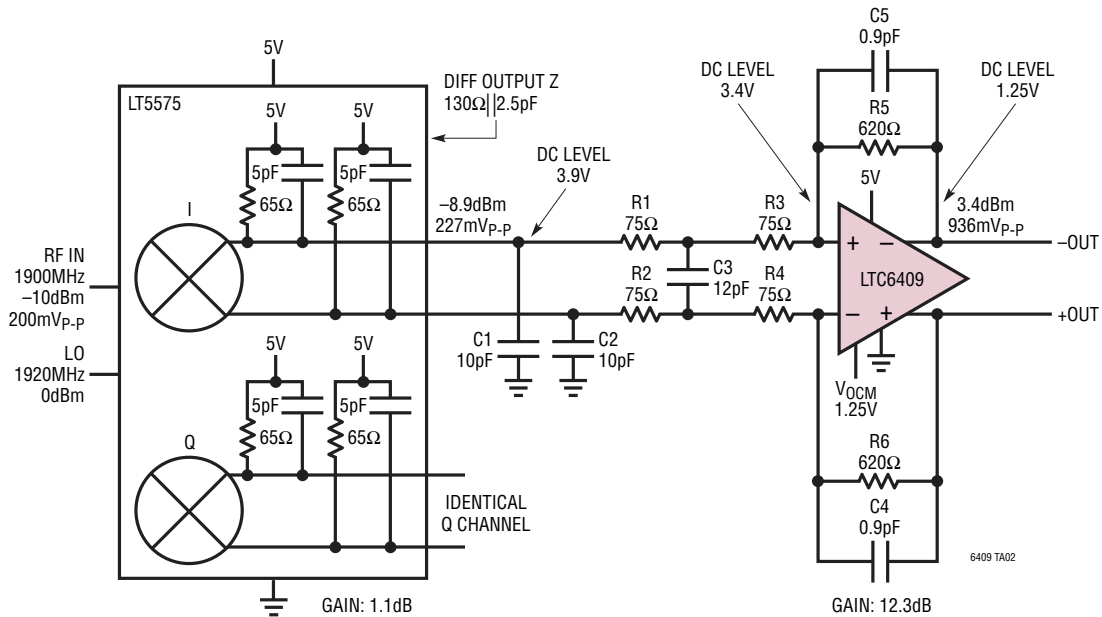 C5
0.9pF
5V
DIFF OUTPUT Z
130Ω||2.5pF
DC LEVEL
3.4V
DC LEVEL
1.25V
LT5575
5V
5V
R5
620Ω
5pF
5pF
65Ω
65Ω
DC LEVEL
3.9V
5V
I
–8.9dBm
227mVP-P
R1
75Ω
R3
75Ω
3.4dBm
936mVP-P
RF IN
1900MHz
–10dBm
200mVP-P
+ –
–OUT
C3
12pF
LTC6409
R2
75Ω
R4
75Ω
– +
+OUT
LO
1920MHz
0dBm
5V
5V
C1
10pF
C2
10pF
VOCM
1.25V
5pF
5pF
65Ω
65Ω
Q
R6
620Ω
IDENTICAL
Q CHANNEL
C4
0.9pF
6409 TA02
GAIN: 1.1dB
GAIN: 12.3dB